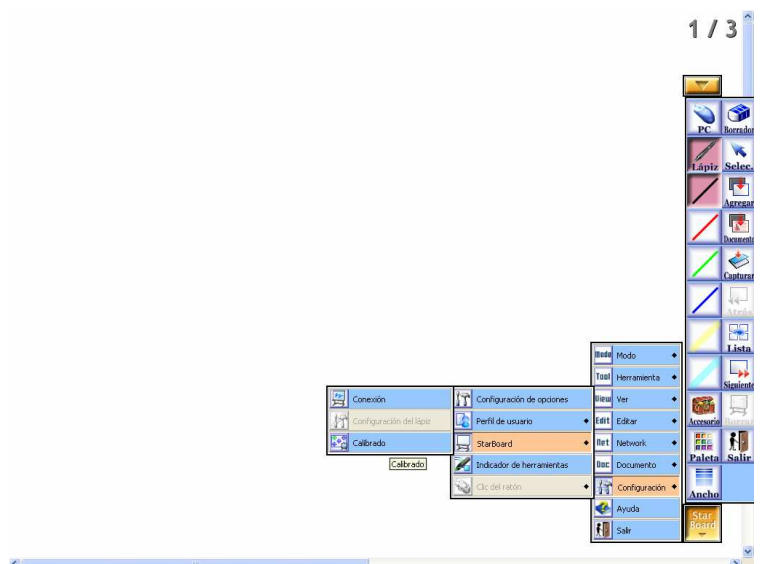 1 / 3
PC Borrador
Lápiz Selec.
Agregar
Documento
Capturar
Atrás
Lista
Siguiente
Accesorio Borrar
Paleta Salir
Ancho
Star
Board
Mode Modo
Tool Herramienta
View Ver
Edit Editar
Net Network
Doc Documento
Configuración
Ayuda
Salir
Configuración de opciones
Perfil de usuario
StarBoard
Indicador de herramientas
Clic del ratón
Conexión
Configuración del lápiz
Calibrado
Calibrado